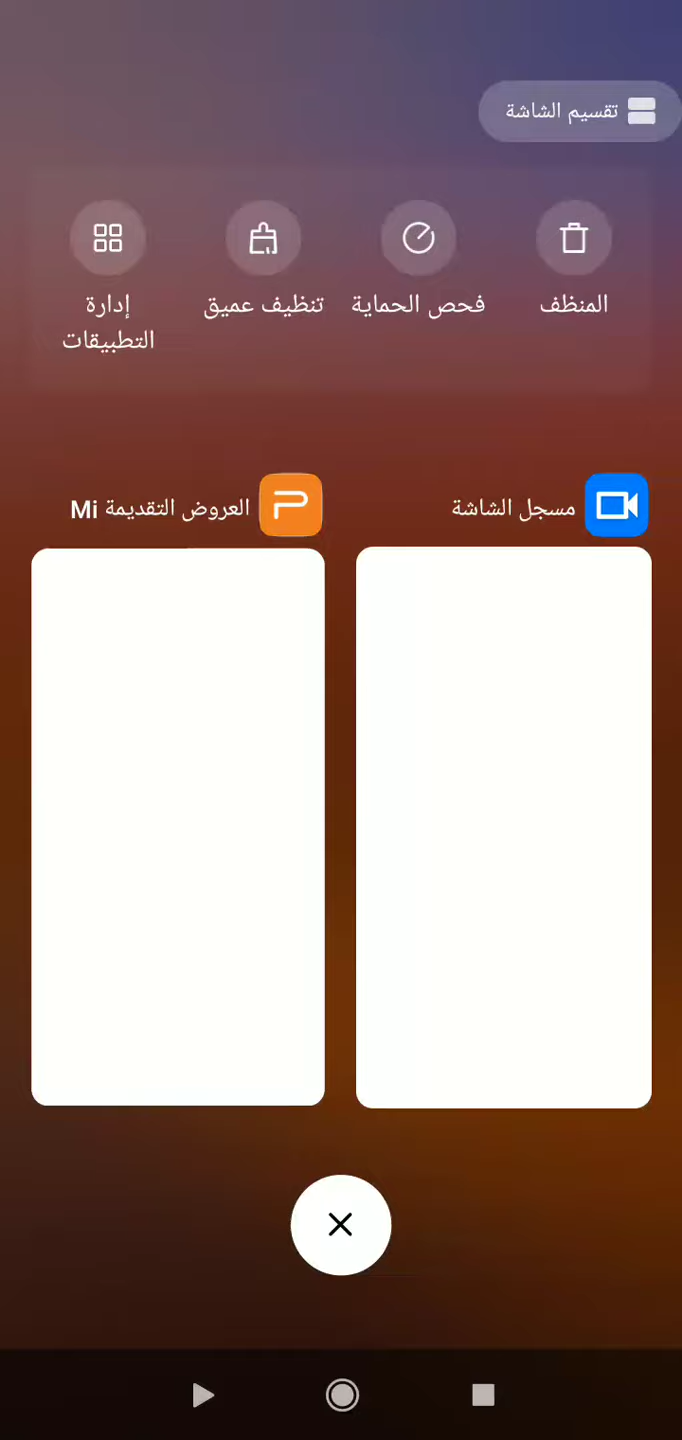 تقسيم الشاشة
المنظف
فحص الحماية
تنظيف عميق
إدارة
التطبيقات
مسجل الشاشة
العروض التقديمة Mi